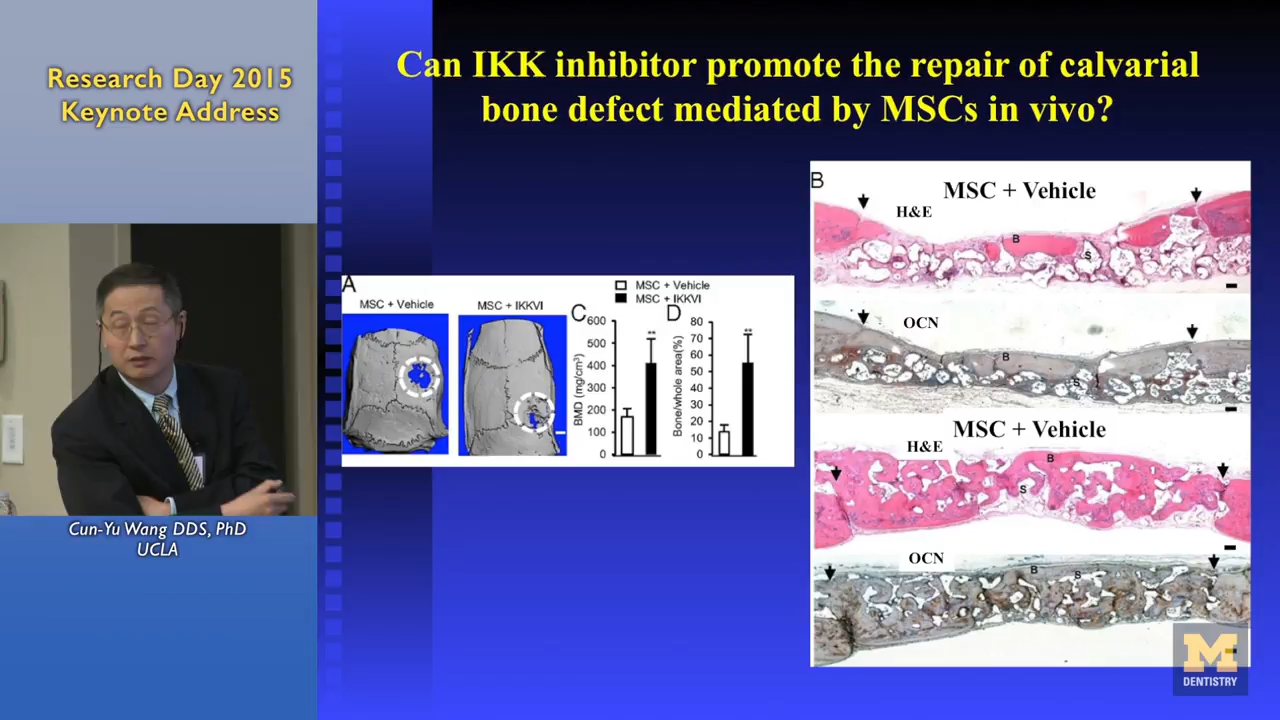 Research Day 2015
Keynote Address
Cun-Yu Wang DDS, PhD
UCLA
Can IKK inhibitor promote the repair of calvarial
bone defect mediated by MSCs in vivo?
A
MSC + Vehicle
MSC + IKKVI
MSC + Vehicle
MSC + IKKVI
C
BMD (mg/cm³)
600
500
400
300
200
100
0
**
D
Bone/whole area(%)
80
70
60
50
40
30
20
10
0
**
B
MSC + Vehicle
H&E
B
S
OCN
B
S
MSC + Vehicle
H&E
B
S
OCN
B
S
M
DENTISTRY